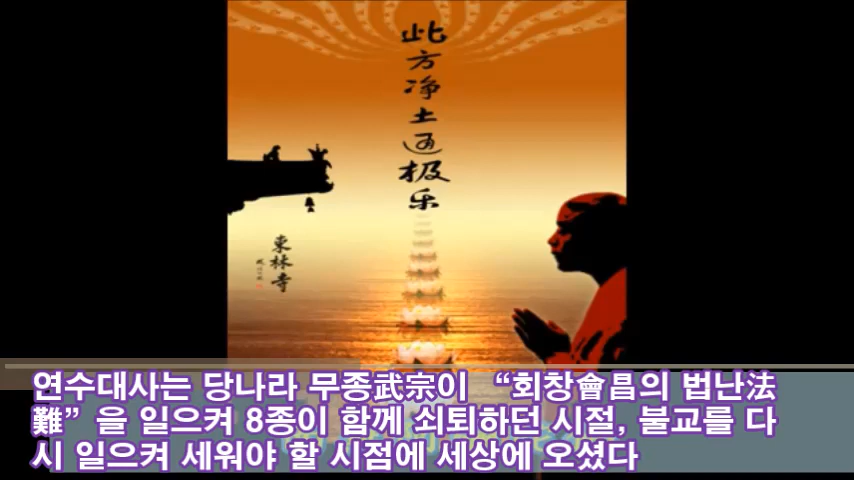 此方净土通极乐
東林寺
연수대사는 당나라 무종武宗이 “회창會昌의 법난法
難”을 일으켜 8종이 함께 쇠퇴하던 시절, 불교를 다
시 일으켜 세워야 할 시점에 세상에 오셨다